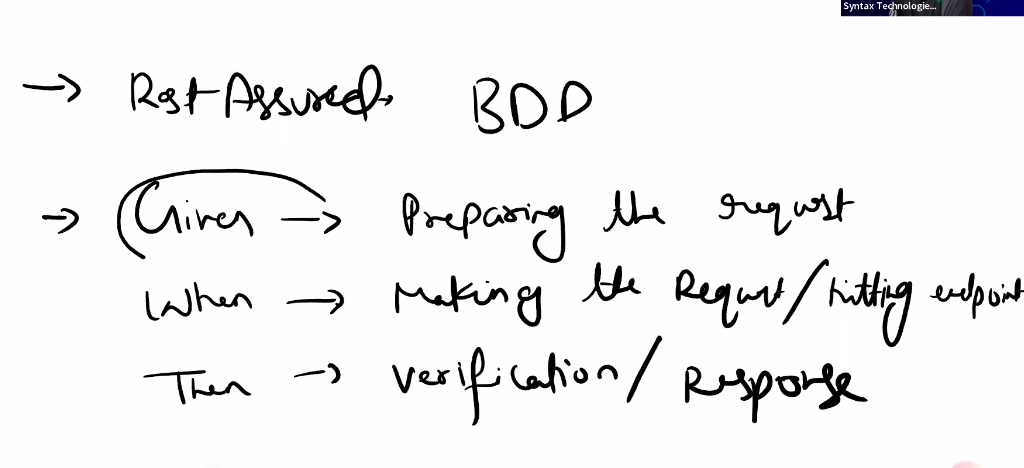 Syntax Technologie...
→ Rest Assured. BDD
→ Given → Preparing the request
When → Making the Request/hitting endpoint
Then → Verification/Response